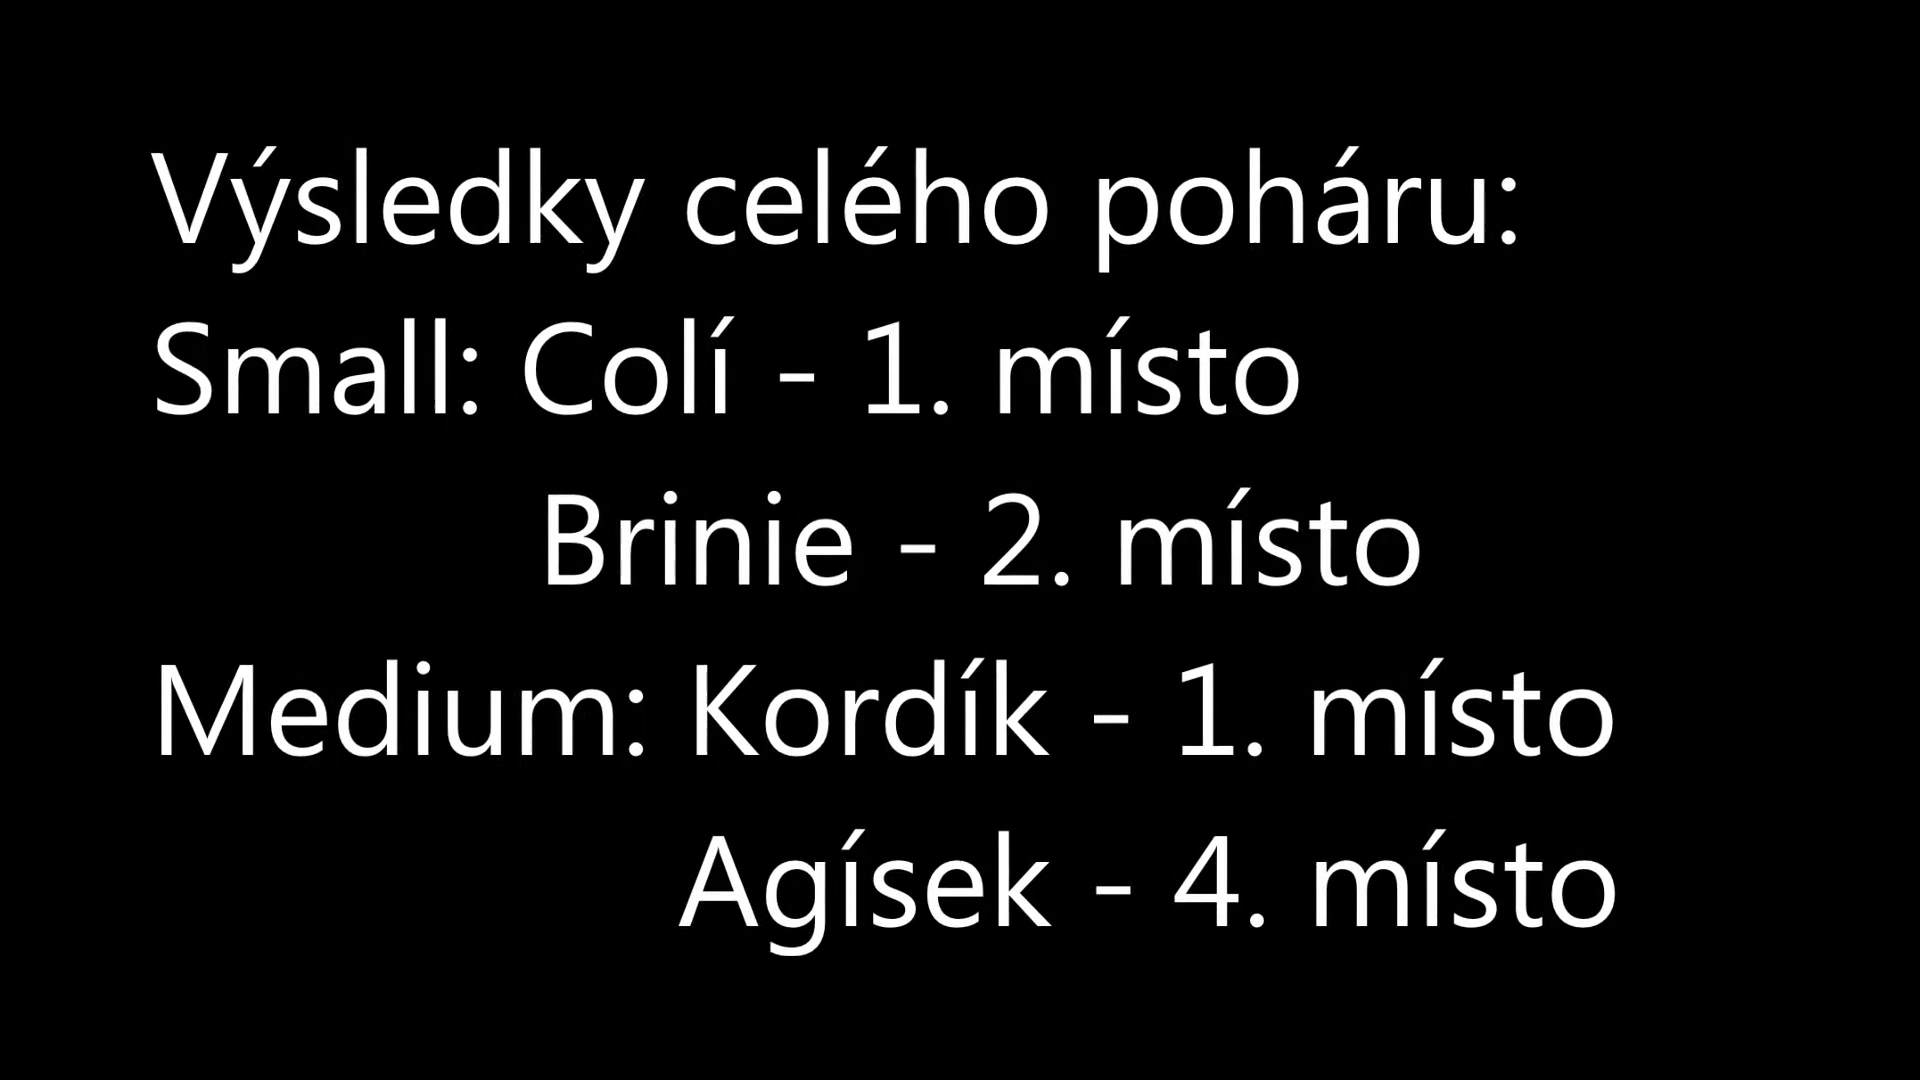 Výsledky celého poháru:
Small: Colí - 1. místo
Brinie - 2. místo
Medium: Kordík - 1. místo
Agísek - 4. místo